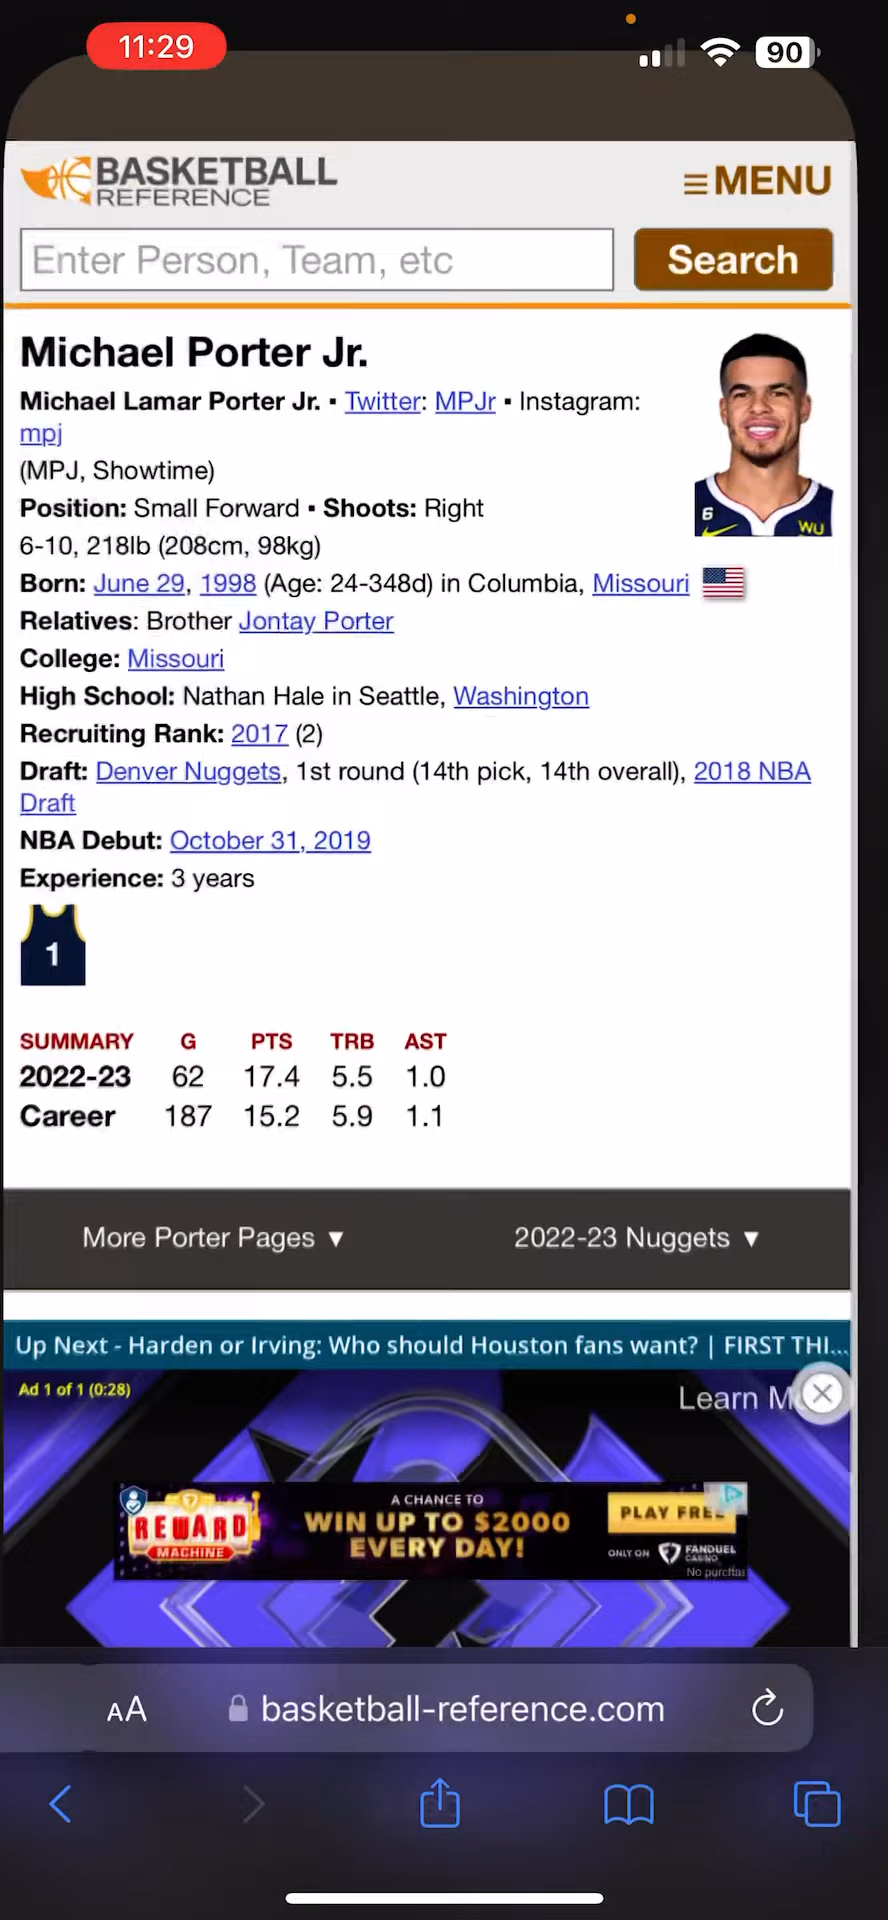 11:29
90
BASKETBALL
REFERENCE
≡MENU
Enter Person, Team, etc
Search
Michael Porter Jr.
Michael Lamar Porter Jr. ▪ Twitter: MPJr ▪ Instagram:
mpj
(MPJ, Showtime)
Position: Small Forward ▪ Shoots: Right
6-10, 218lb (208cm, 98kg)
Born: June 29, 1998 (Age: 24-348d) in Columbia, Missouri
Relatives: Brother Jontay Porter
College: Missouri
High School: Nathan Hale in Seattle, Washington
Recruiting Rank: 2017 (2)
Draft: Denver Nuggets, 1st round (14th pick, 14th overall), 2018 NBA
Draft
NBA Debut: October 31, 2019
Experience: 3 years
6
WU
1
SUMMARY G PTS TRB AST
2022-23 62 17.4 5.5 1.0
Career 187 15.2 5.9 1.1
More Porter Pages ▼ 2022-23 Nuggets ▼
Up Next - Harden or Irving: Who should Houston fans want? | FIRST THI...
Ad 1 of 1 (0:28)
Learn M
REWARD
MACHINE
A CHANCE TO
WIN UP TO $2000
EVERY DAY!
PLAY FREE
ONLY ON FANDUEL
CASINO
No purchas
AA basketball-reference.com